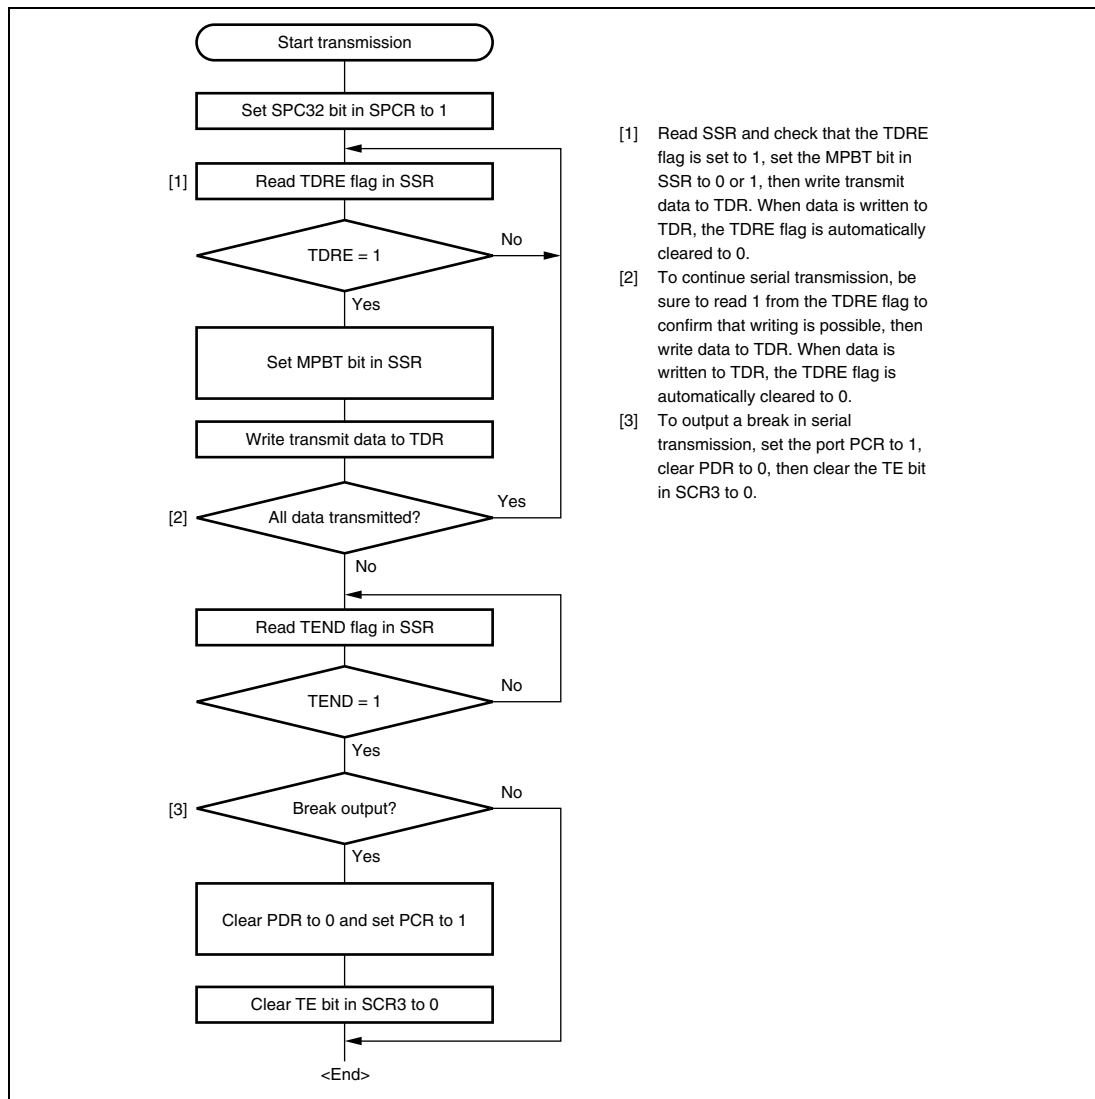 Start transmission
Set SPC32 bit in SPCR to 1
[1] Read TDRE flag in SSR
TDRE = 1
No
Yes
Set MPBT bit in SSR
Write transmit data to TDR
[2] All data transmitted?
Yes
No
Read TEND flag in SSR
TEND = 1
No
Yes
[3] Break output?
No
Yes
Clear PDR to 0 and set PCR to 1
Clear TE bit in SCR3 to 0
<End>
[1] Read SSR and check that the TDRE
flag is set to 1, set the MPBT bit in
SSR to 0 or 1, then write transmit
data to TDR. When data is written to
TDR, the TDRE flag is automatically
cleared to 0.
[2] To continue serial transmission, be
sure to read 1 from the TDRE flag to
confirm that writing is possible, then
write data to TDR. When data is
written to TDR, the TDRE flag is
automatically cleared to 0.
[3] To output a break in serial
transmission, set the port PCR to 1,
clear PDR to 0, then clear the TE bit
in SCR3 to 0.